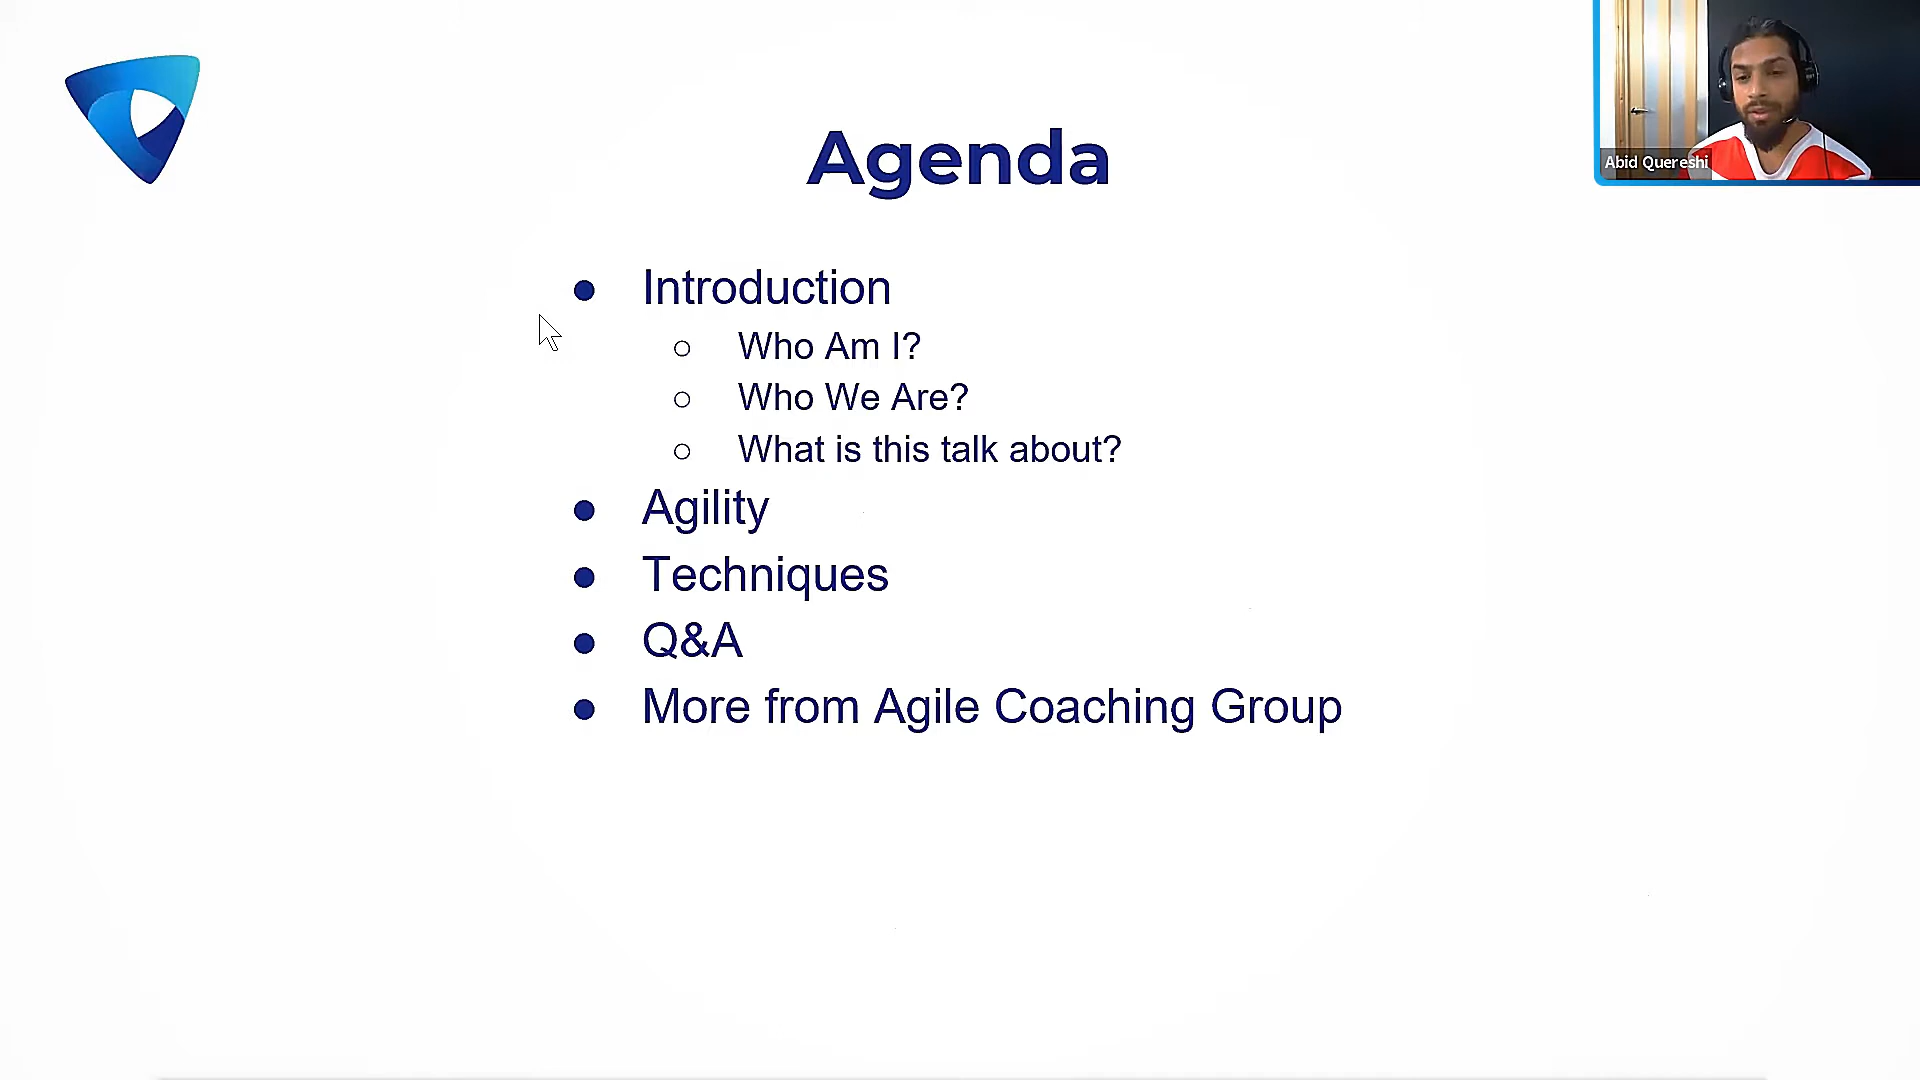 Agenda
Abid Quereshi
● Introduction
○ Who Am I?
○ Who We Are?
○ What is this talk about?
● Agility
● Techniques
● Q&A
● More from Agile Coaching Group